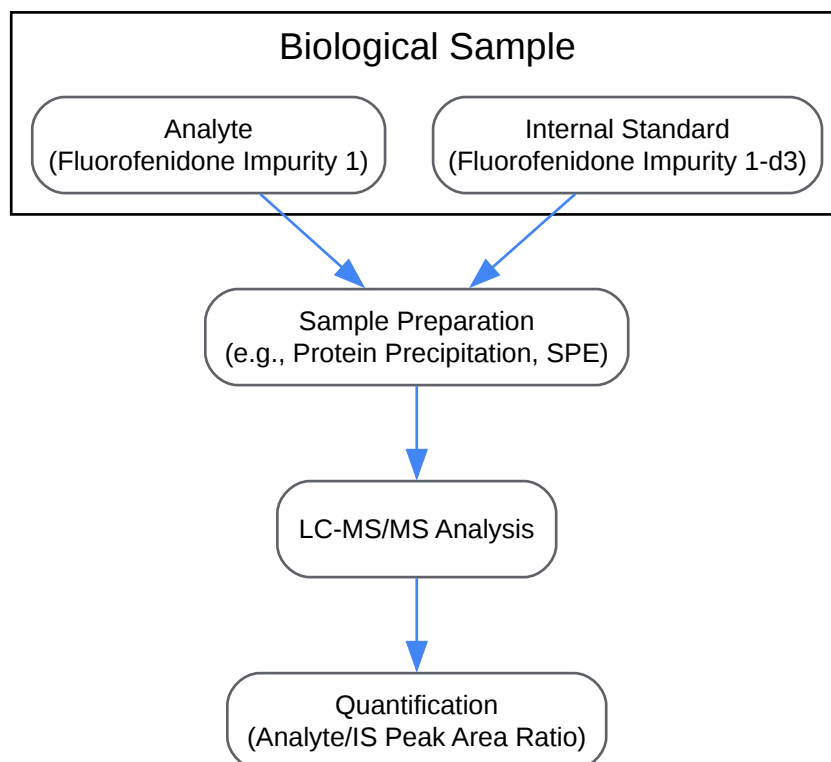 Biological Sample
Analyte
(Fluorofenidone Impurity 1)
Internal Standard
(Fluorofenidone Impurity 1-d3)
Sample Preparation
(e.g., Protein Precipitation, SPE)
LC-MS/MS Analysis
Quantification
(Analyte/IS Peak Area Ratio)